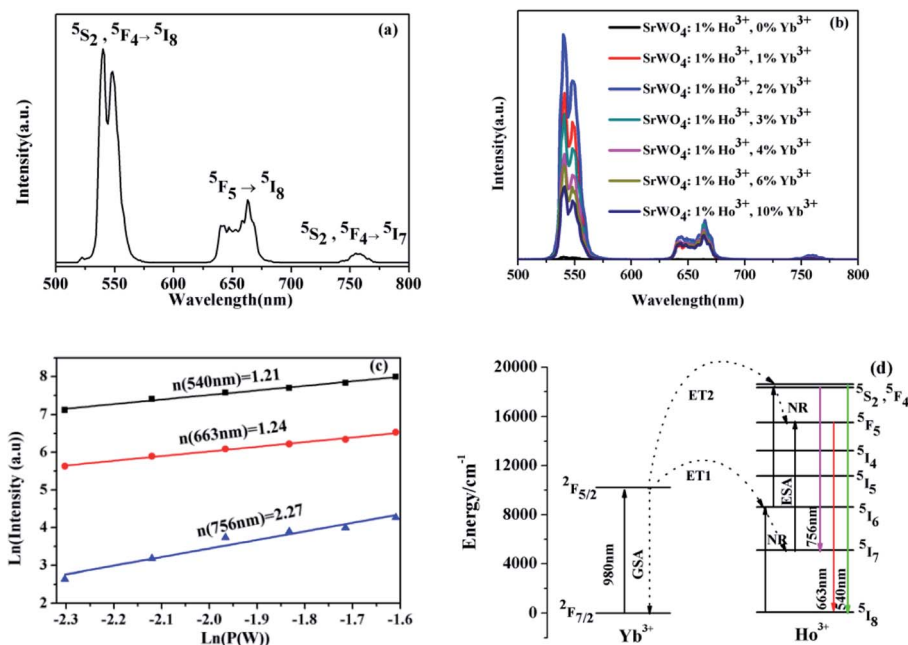 (a)
⁵S₂ , ⁵F₄→ ⁵I₈
⁵F₅ → ⁵I₈
⁵S₂ , ⁵F₄→ ⁵I₇
Intensity(a.u.)
500 550 600 650 700 750 800
Wavelength(nm)
(b)
SrWO₄: 1% Ho³⁺, 0% Yb³⁺
SrWO₄: 1% Ho³⁺, 1% Yb³⁺
SrWO₄: 1% Ho³⁺, 2% Yb³⁺
SrWO₄: 1% Ho³⁺, 3% Yb³⁺
SrWO₄: 1% Ho³⁺, 4% Yb³⁺
SrWO₄: 1% Ho³⁺, 6% Yb³⁺
SrWO₄: 1% Ho³⁺, 10% Yb³⁺
Intensity(a.u.)
500 550 600 650 700 750 800
Wavelength(nm)
(c)
n(540nm)=1.21
n(663nm)=1.24
n(756nm)=2.27
Ln(Intensity (a.u))
8
7
6
5
4
3
2
-2.3 -2.2 -2.1 -2.0 -1.9 -1.8 -1.7 -1.6
Ln(P(W))
(d)
Energy/cm⁻¹
20000
16000
12000
8000
4000
0
²F₅/₂
²F₇/₂
980nm
GSA
Yb³⁺
ET2
ET1
NR
NR
ESA
756nm
663nm
540nm
⁵S₂ ,⁵F₄
⁵F₅
⁵I₄
⁵I₅
⁵I₆
⁵I₇
⁵I₈
Ho³⁺